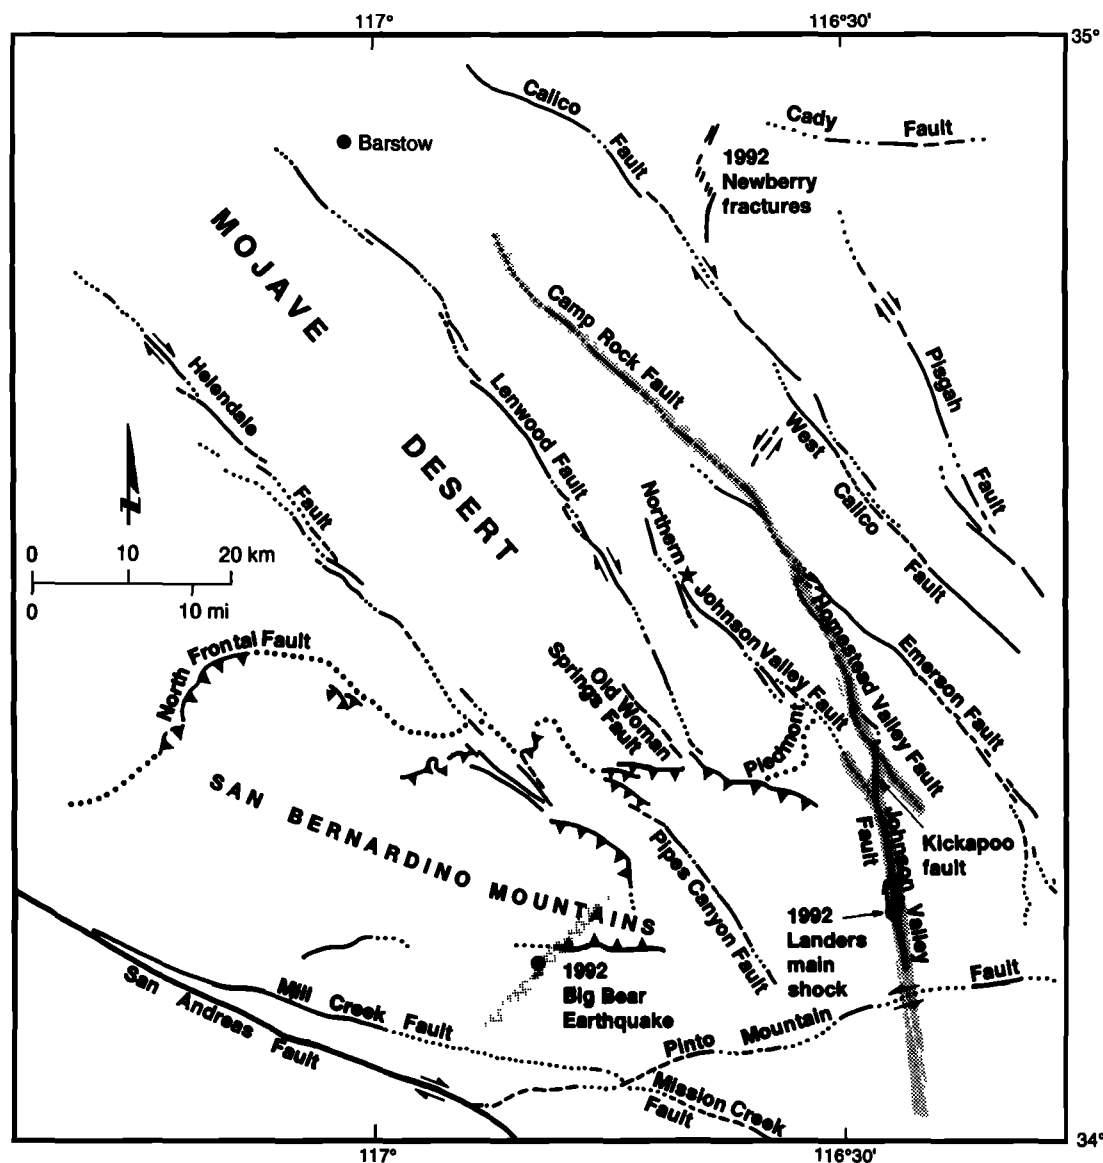 117°
116°30'
35°
Calico
Fault
Cady
Fault
Barstow
1992
Newberry
fractures
MOJAVE
DESERT
Camp Rock Fault
Pisgah
Fault
Helendale
Fault
Lenwood Fault
West
Calico
Fault
0 10 20 km
0 10 mi
Northern
Johnson Valley Fault
Homestead Valley Fault
Emerson Fault
North Frontal Fault
Old Woman
Springs Fault
Piedmont
SAN BERNARDINO MOUNTAINS
Pipes Canyon Fault
Kickapoo
fault
Johnson Valley
Fault
1992
Landers
main
shock
1992
Big Bear
Earthquake
Mill Creek Fault
San Andreas Fault
Pinto Mountain Fault
Mission Creek
Fault
34°
117°
116°30'